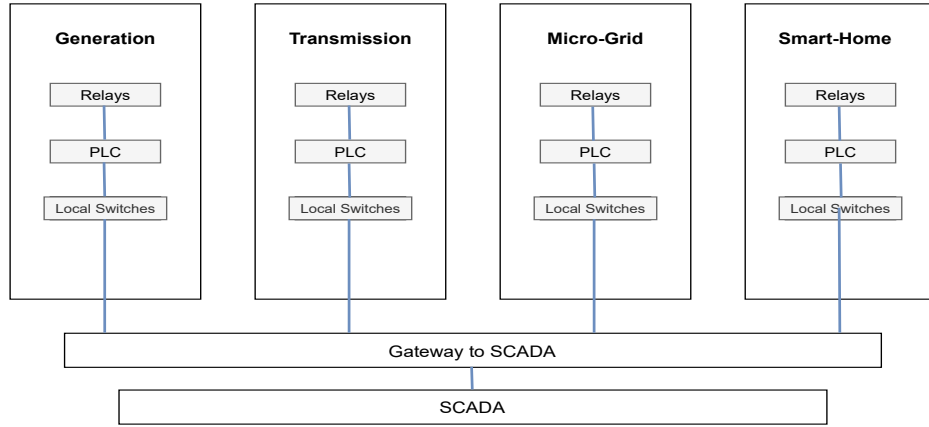 Generation
Relays
PLC
Local Switches
Transmission
Relays
PLC
Local Switches
Micro-Grid
Relays
PLC
Local Switches
Smart-Home
Relays
PLC
Local Switches
Gateway to SCADA
SCADA